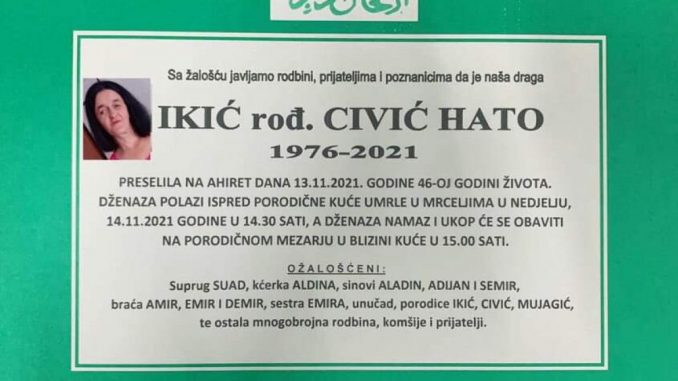 Sa žalošću javljamo rodbini, prijateljima i poznanicima da je naša draga
IKIĆ rođ. CIVIĆ HATO
1976-2021
PRESELILA NA AHIRET DANA 13.11.2021. GODINE 46-OJ GODINI ŽIVOTA.
DŽENAZA POLAZI ISPRED PORODIČNE KUĆE UMRLE U MRCELJIMA U NEDJELJU,
14.11.2021 GODINE U 14.30 SATI, A DŽENAZA NAMAZ I UKOP ĆE SE OBAVITI
NA PORODIČNOM MEZARJU U BLIZINI KUĆE U 15.00 SATI.
OŽALOŠĆENI:
Suprug SUAD, kćerka ALDINA, sinovi ALADIN, ADIJAN I SEMIR,
braća AMIR, EMIR I DEMIR, sestra EMIRA, unučad, porodice IKIĆ, CIVIĆ, MUJAGIĆ,
te ostala mnogobrojna rodbina, komšije i prijatelji.